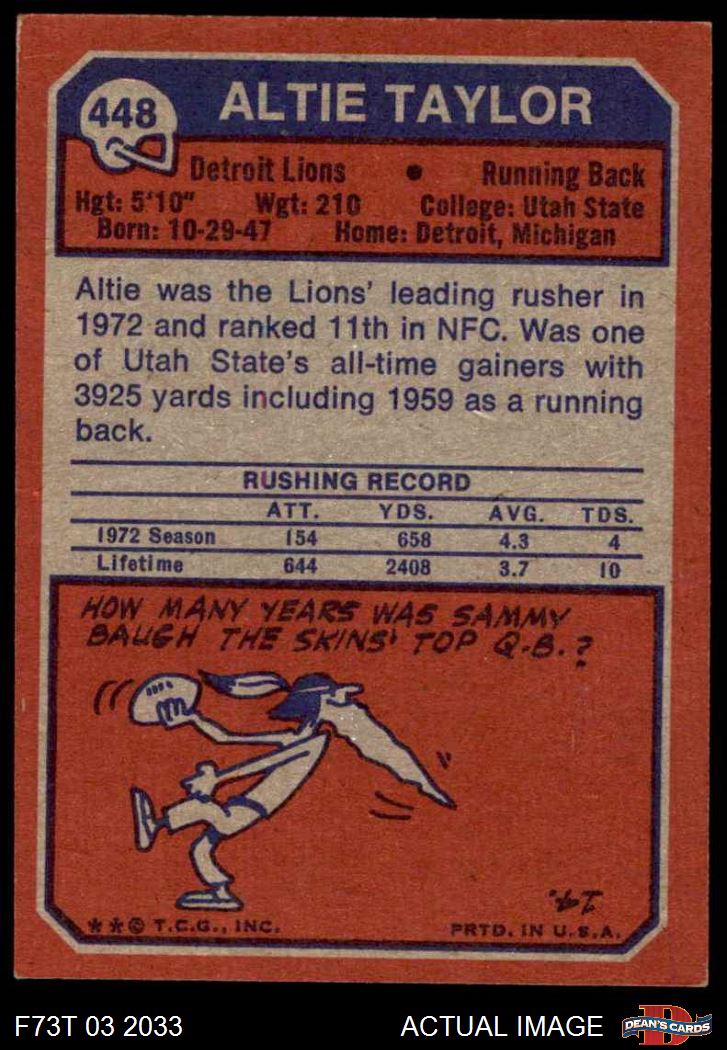 448 ALTIE TAYLOR
Detroit Lions • Running Back
Hgt: 5'10" Wgt: 210 College: Utah State
Born: 10-29-47 Home: Detroit, Michigan
Altie was the Lions' leading rusher in
1972 and ranked 11th in NFC. Was one
of Utah State's all-time gainers with
3925 yards including 1959 as a running
back.
RUSHING RECORD
ATT. YDS. AVG. TDS.
1972 Season 154 658 4.3 4
Lifetime 644 2408 3.7 10
HOW MANY YEARS WAS SAMMY
BAUGH THE SKINS' TOP Q.B.?
14.
** © T.C.G., INC. PRTD. IN U.S.A.
F73T 03 2033 ACTUAL IMAGE D DEAN'S CARDS